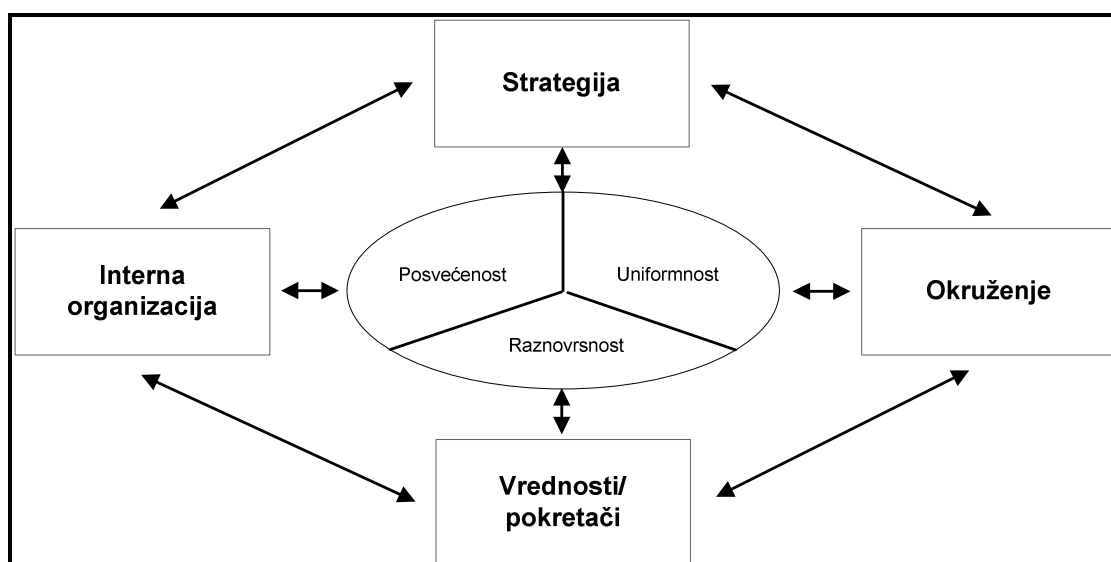 Strategija
Interna
organizacija
Posvećenost
Uniformnost
Raznovrsnost
Okruženje
Vrednosti/
pokretači